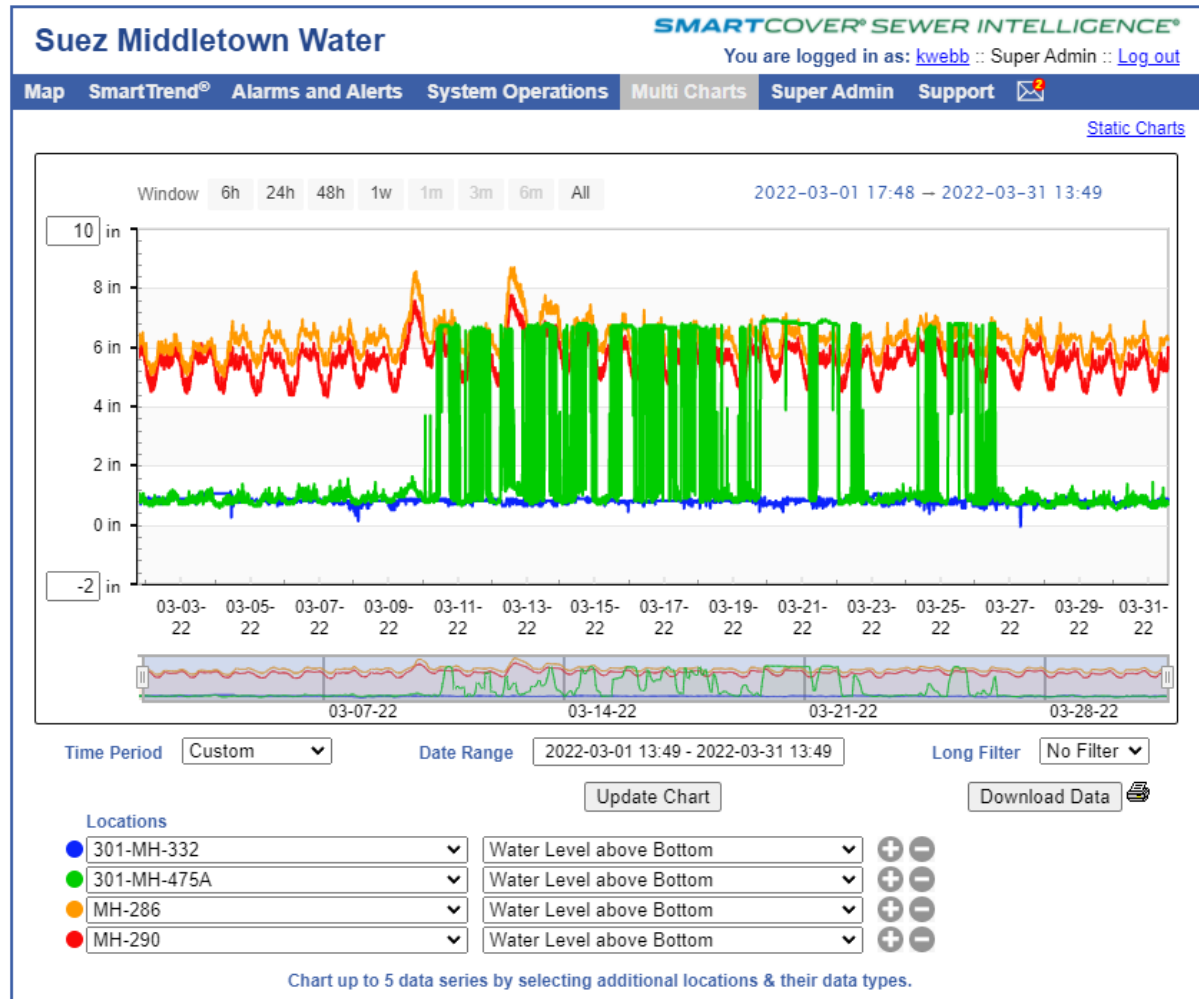 Suez Middletown Water
SMARTCOVER® SEWER INTELLIGENCE®
You are logged in as: kwebb :: Super Admin :: Log out
Map SmartTrend® Alarms and Alerts System Operations Multi Charts Super Admin Support 2
Static Charts
Window 6h 24h 48h 1w 1m 3m 6m All 2022-03-01 17:48 → 2022-03-31 13:49
10 in
8 in
6 in
4 in
2 in
0 in
-2 in
03-03-22 03-05-22 03-07-22 03-09-22 03-11-22 03-13-22 03-15-22 03-17-22 03-19-22 03-21-22 03-23-22 03-25-22 03-27-22 03-29-22 03-31-22
03-07-22 03-14-22 03-21-22 03-28-22
Time Period Custom Date Range 2022-03-01 13:49 - 2022-03-31 13:49 Long Filter No Filter
Update Chart Download Data
Locations
301-MH-332 Water Level above Bottom
301-MH-475A Water Level above Bottom
MH-286 Water Level above Bottom
MH-290 Water Level above Bottom
Chart up to 5 data series by selecting additional locations & their data types.